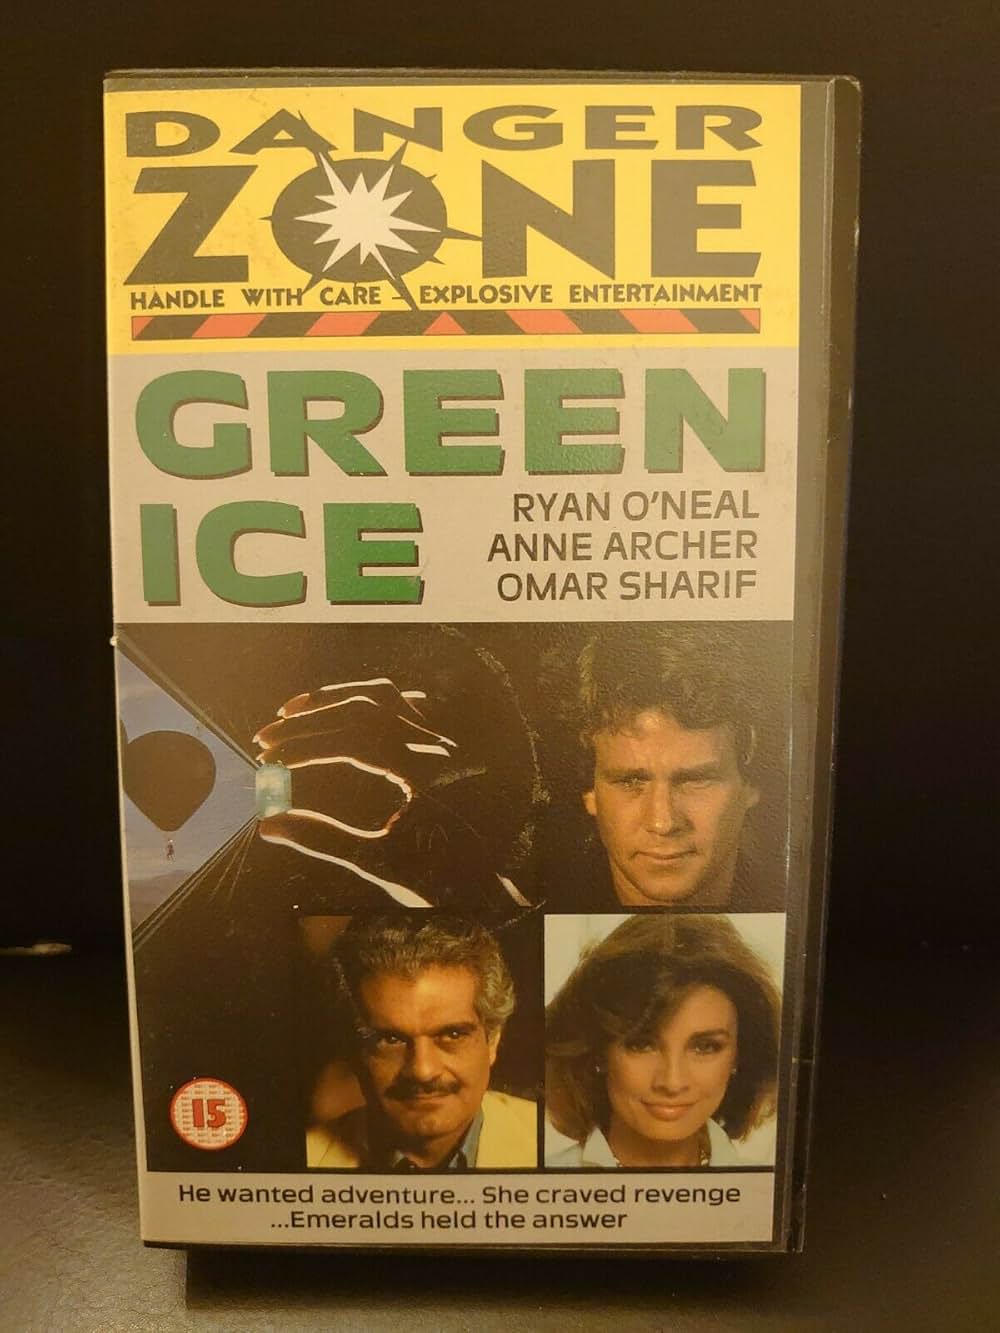 DANGER
ZONE
HANDLE WITH CARE - EXPLOSIVE ENTERTAINMENT
GREEN
ICE
RYAN O'NEAL
ANNE ARCHER
OMAR SHARIF
15
He wanted adventure... She craved revenge
...Emeralds held the answer